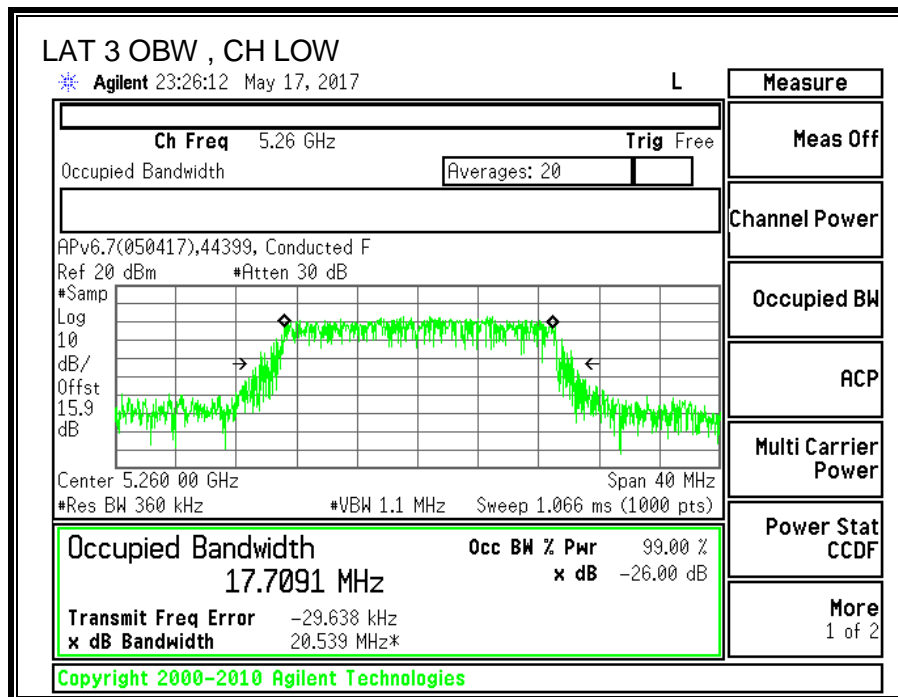 LAT 3 OBW , CH LOW
Agilent 23:26:12 May 17, 2017 L
Measure
Ch Freq 5.26 GHz Trig Free
Meas Off
Occupied Bandwidth Averages: 20
Channel Power
APv6.7(050417),44399, Conducted F
Ref 20 dBm #Atten 30 dB
Occupied BW
#Samp
Log
10
dB/
Offst
15.9
dB
ACP
Multi Carrier
Power
Center 5.260 00 GHz Span 40 MHz
#Res BW 360 kHz #VBW 1.1 MHz Sweep 1.066 ms (1000 pts)
Power Stat
CCDF
Occupied Bandwidth Occ BW % Pwr 99.00 %
17.7091 MHz x dB -26.00 dB
Transmit Freq Error -29.638 kHz
x dB Bandwidth 20.539 MHz*
More
1 of 2
Copyright 2000-2010 Agilent Technologies